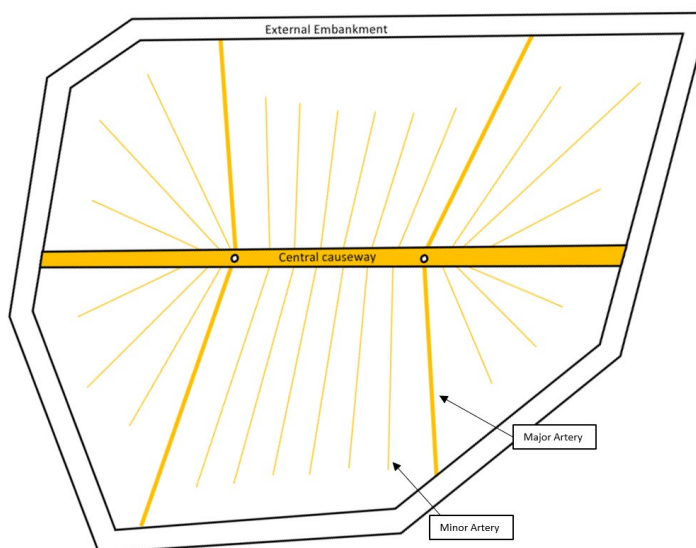 External Embankment
Central causeway
Major Artery
Minor Artery